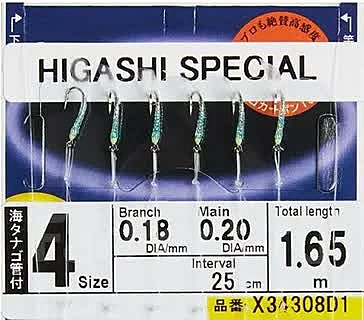 下
プロも絶賛高感度
HIGASHI SPECIAL
海タナゴ管付
4 Size
Branch 0.18 DIA/mm
Main 0.20 DIA/mm
Interval 25 cm
Total length 1.65 m
品番: X34308D1